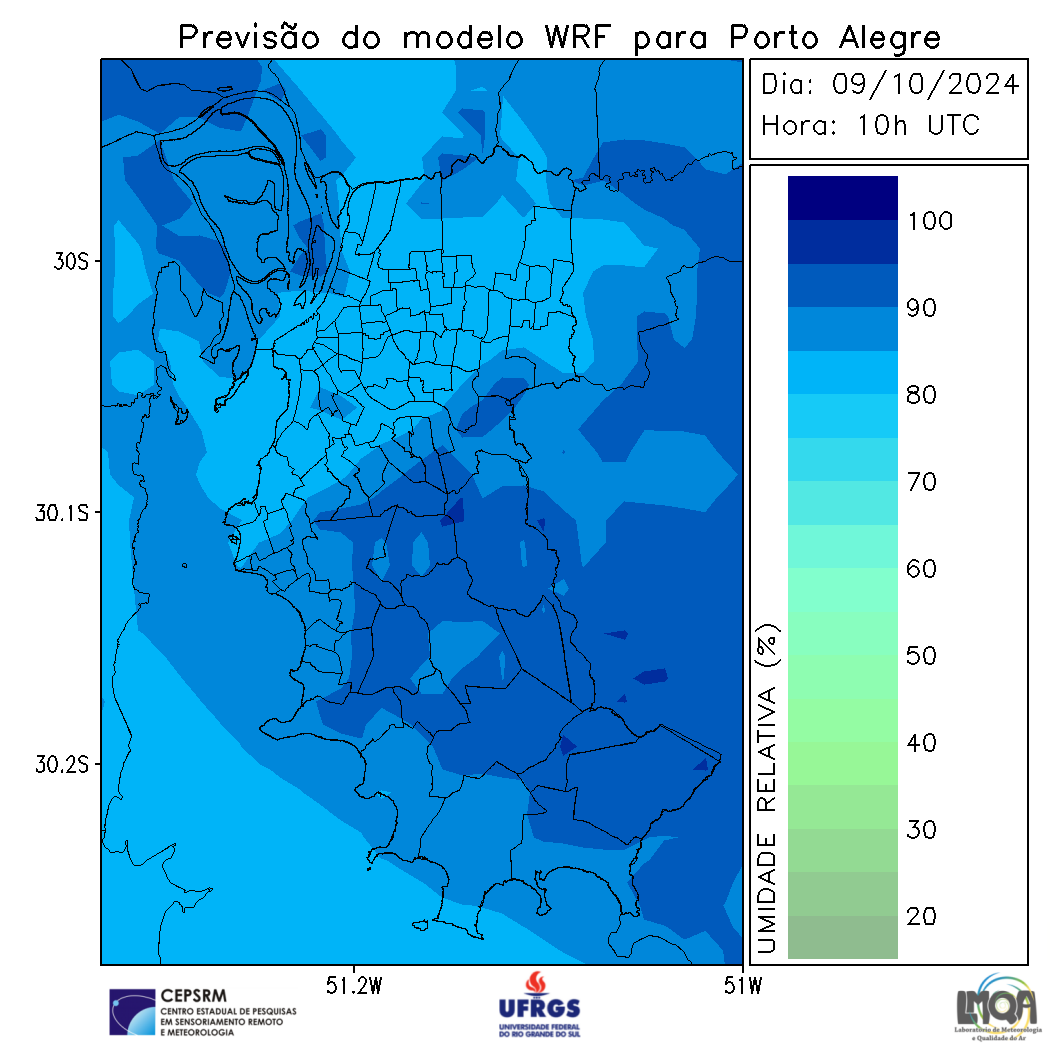 Previsão do modelo WRF para Porto Alegre
Dia: 09/10/2024
Hora: 10h UTC
100
90
80
70
60
50
40
30
20
UMIDADE RELATIVA (%)
30S
30.1S
30.2S
51.2W
51W
CEPSRM
CENTRO ESTADUAL DE PESQUISAS
EM SENSORIAMENTO REMOTO
E METEOROLOGIA
UFRGS
UNIVERSIDADE FEDERAL
DO RIO GRANDE DO SUL
LMQA
Laboratório de Meteorologia
e Qualidade do Ar